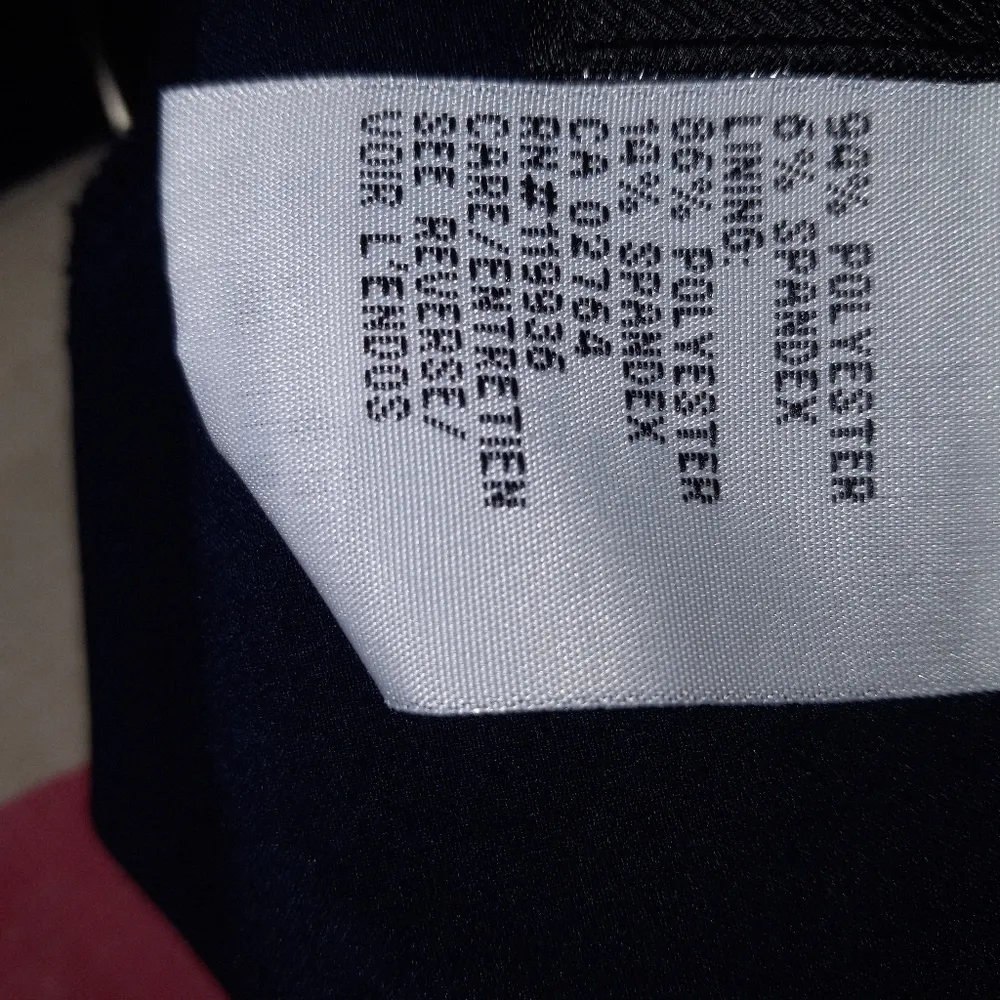 94% POLYESTER
6% SPANDEX
LINING:
86% POLYESTER
14% SPANDEX
CA 02764
RN#119936
CARE/ENTRETIEN
SEE REVERSE/
VOIR L'ENDOS